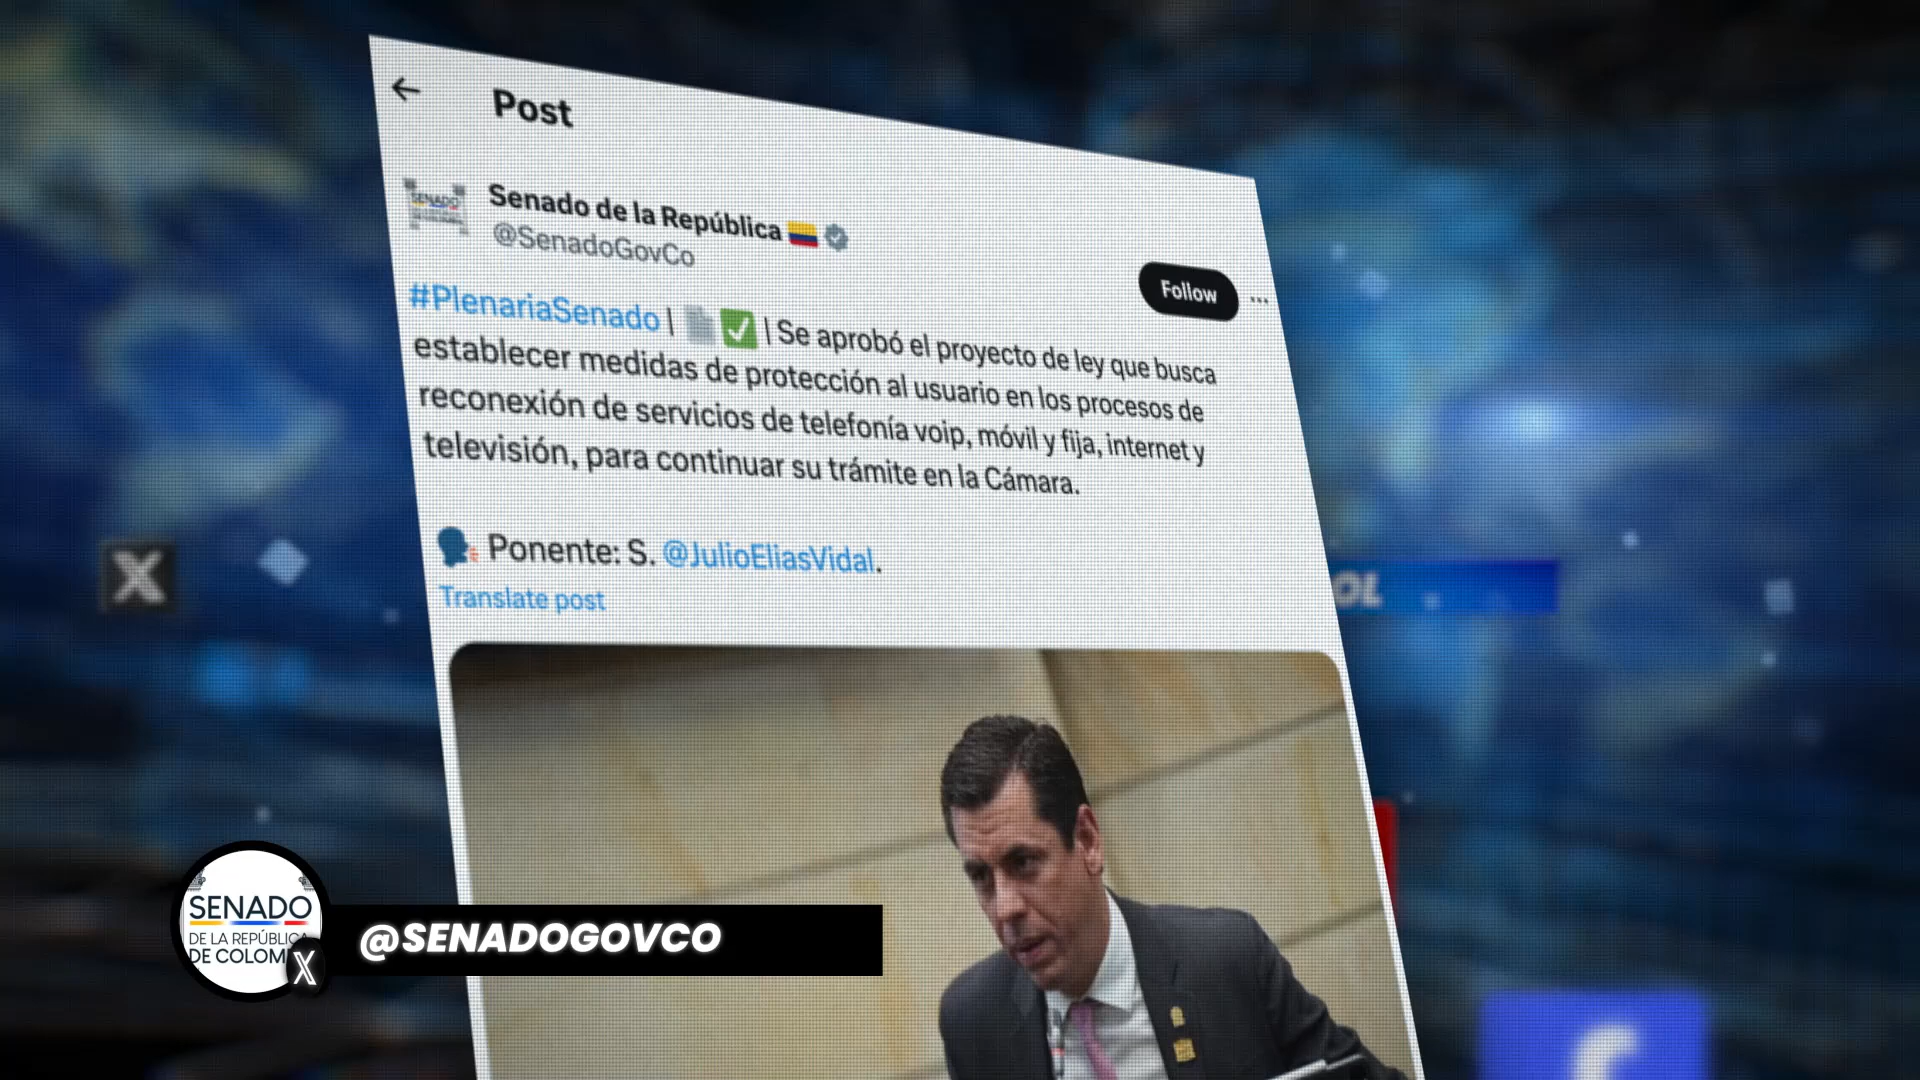 Post
Senado de la República
@SenadoGovCo
Follow
#PlenariaSenado | | Se aprobó el proyecto de ley que busca
establecer medidas de protección al usuario en los procesos de
reconexión de servicios de telefonía voip, móvil y fija, internet y
televisión, para continuar su trámite en la Cámara.
Ponente: S. @JulioEliasVidal.
Translate post
SENADO
DE LA REPÚBLICA
DE COLOM
@SENADOGOVCO